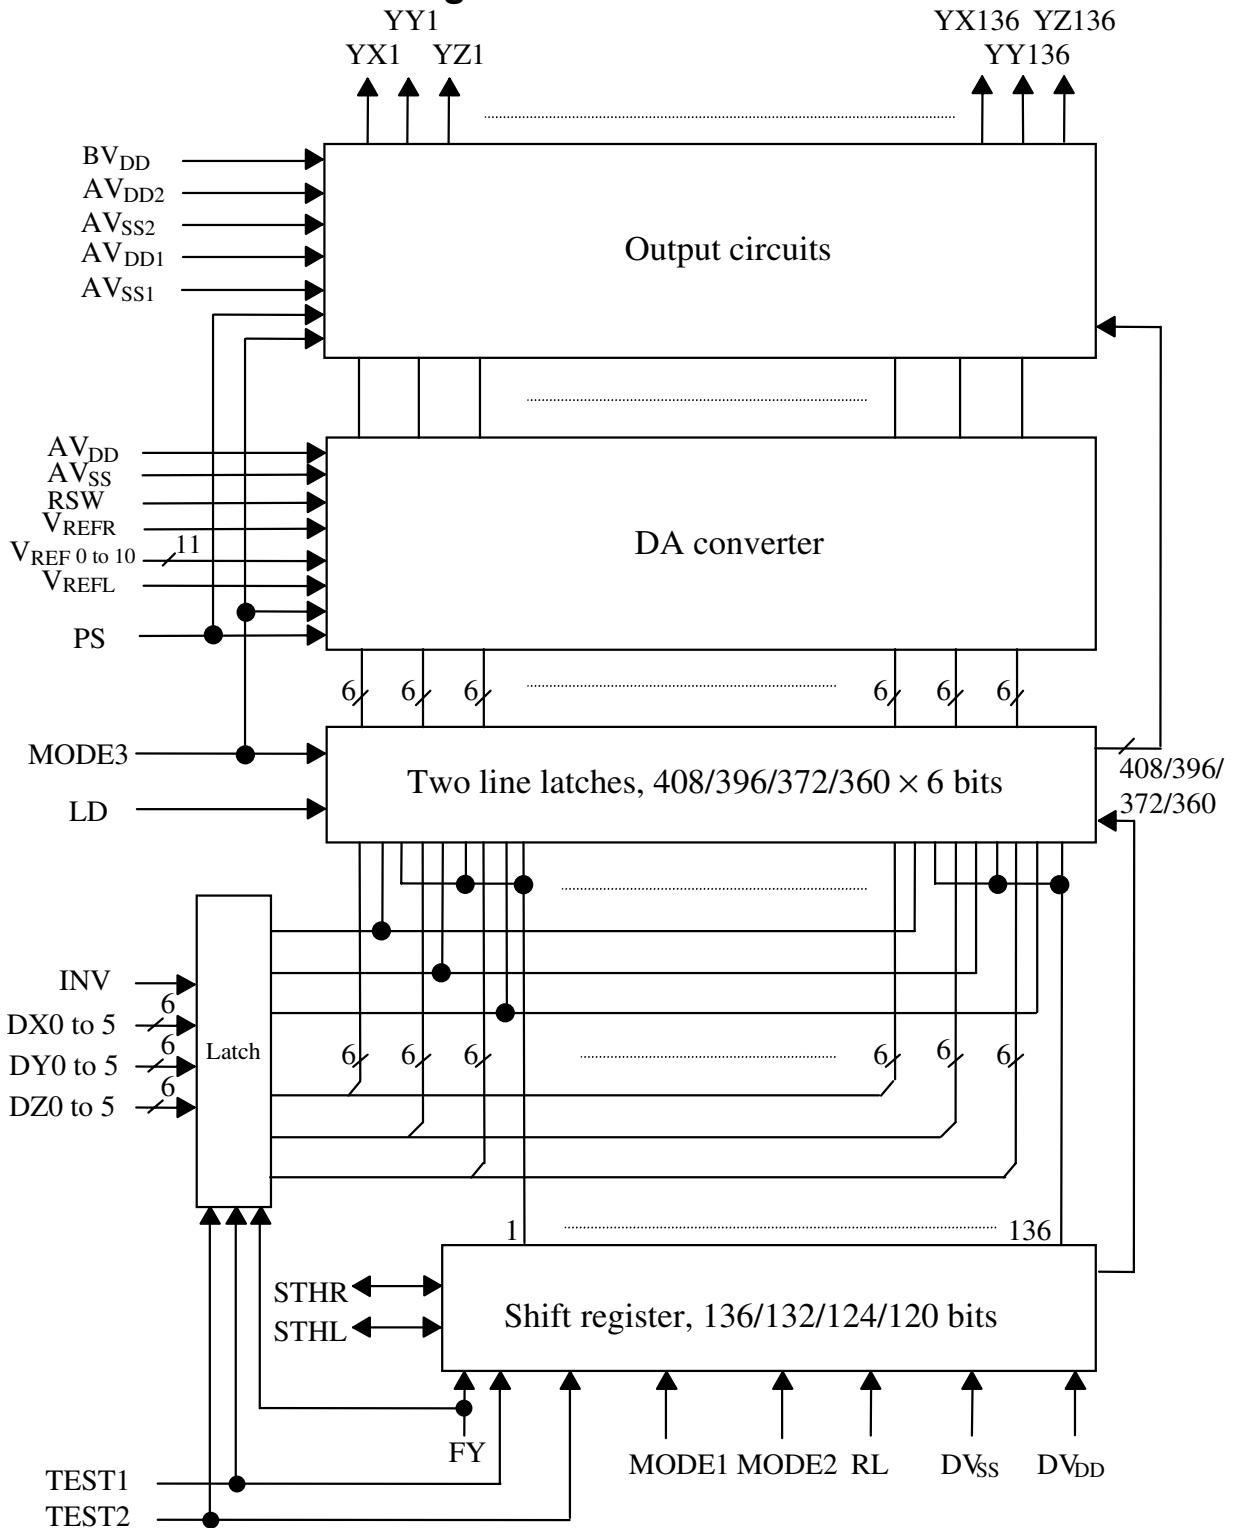 YY1
YX136 YZ136
YX1
YZ1
YY136
BVDD
AVDD2
AVSS2
AVDD1
AVSS1
Output circuits
AVDD
AVSS
RSW
VREFR
VREF 0 to 10
11
VREFL
PS
DA converter
6 6 6 6 6 6
MODE3
LD
Two line latches, 408/396/372/360 × 6 bits
408/396/
372/360
INV
6
DX0 to 5
6
DY0 to 5
6
DZ0 to 5
Latch
6 6 6 6 6 6
1
136
STHR
STHL
Shift register, 136/132/124/120 bits
FY
MODE1 MODE2 RL DVSS DVDD
TEST1
TEST2